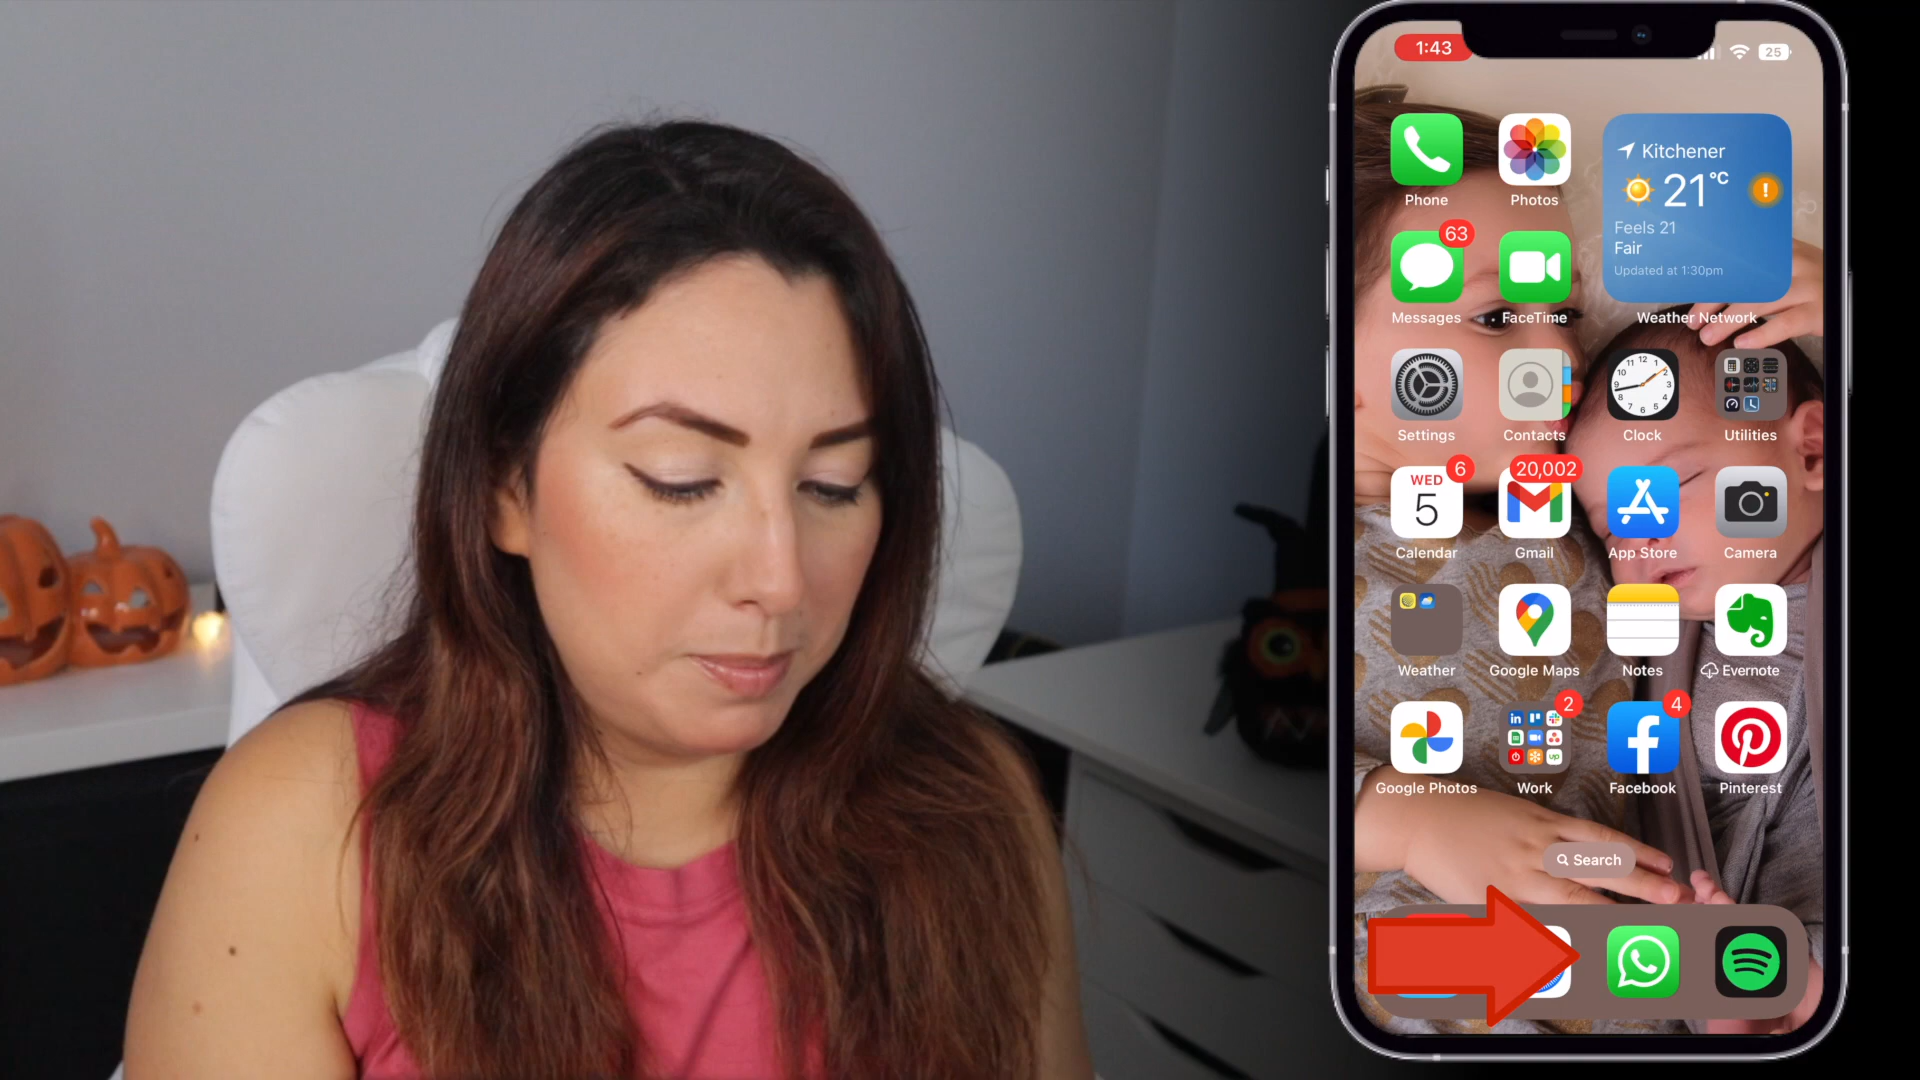 1:43
25
Kitchener
21°C
!
Feels 21
Fair
Updated at 1:30pm
Phone
Photos
Weather Network
63
Messages
FaceTime
Settings
Contacts
Clock
Utilities
6
WED
5
20,002
Calendar
Gmail
App Store
Camera
Weather
Google Maps
Notes
Evernote
2
in
up
4
Google Photos
Work
Facebook
Pinterest
Search